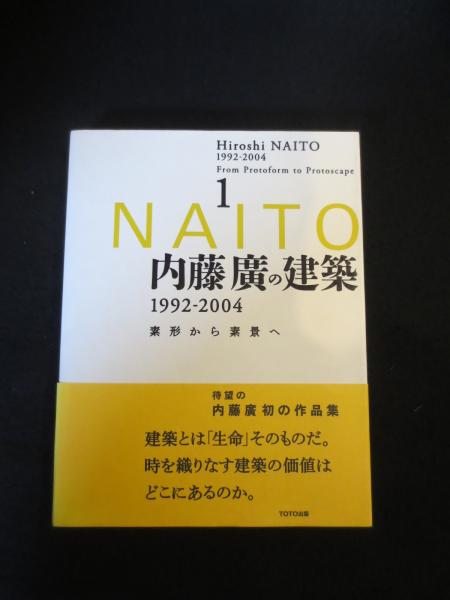 Hiroshi NAITO
1992-2004
From Protoform to Protoscape
1
NAITO
内藤廣の建築
1992-2004
素形から素景へ
待望の
内藤廣初の作品集
建築とは「生命」そのものだ。
時を織りなす建築の価値は
どこにあるのか。
TOTO出版